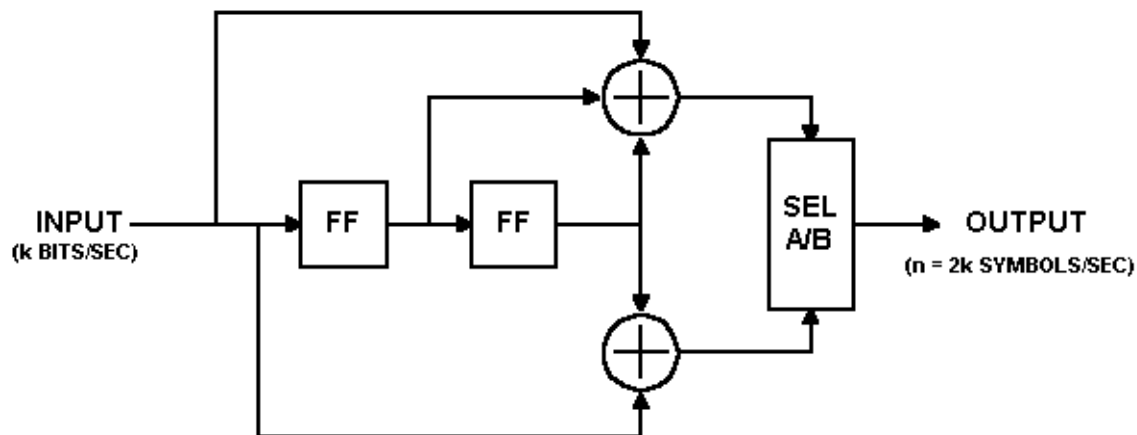 INPUT
(k BITS/SEC)
FF
FF
SEL
A/B
OUTPUT
(n = 2k SYMBOLS/SEC)